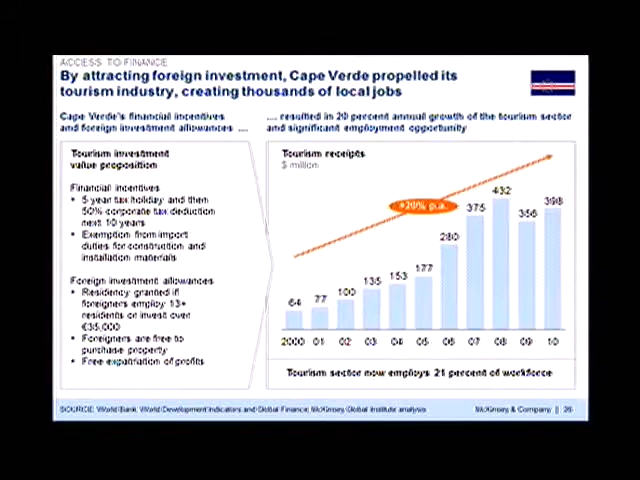 ACCESS TO FINANCE
By attracting foreign investment, Cape Verde propelled its
tourism industry, creating thousands of local jobs
Cape Verde's financial incentives
and foreign investment allowances ....
.... resulted in 20 percent annual growth of the tourism sector
and significant employment opportunity
Tourism investment
value proposition
Financial incentives
• 5-year tax holiday and then
50% corporate tax deduction
next 10 years
• Exemption from import
duties for construction and
installation materials
Foreign investment allowances
• Residency granted if
foreigners employ 13+
residents or invest over
€35,000
• Foreigners are free to
purchase property
• Free expatriation of profits
Tourism receipts
$ million
+20% p.a.
64 77 100 135 153 177 280 375 432 356 398
2000 01 02 03 04 05 06 07 08 09 10
Tourism sector now employs 21 percent of workforce
SOURCE: World Bank, World Development Indicators and Global Finance; McKinsey Global Institute analysis
McKinsey & Company || 26